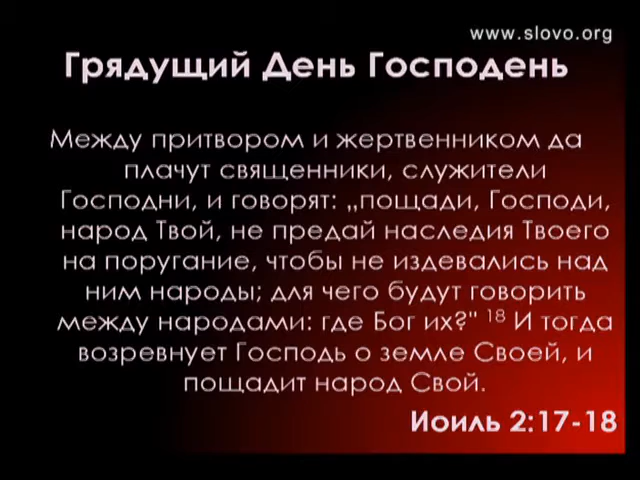 www.slovo.org
Грядущий День Господень
Между притвором и жертвенником да
плачут священники, служители
Господни, и говорят: „пощади, Господи,
народ Твой, не предай наследия Твоего
на поругание, чтобы не издевались над
ним народы; для чего будут говорить
между народами: где Бог их?" 18 И тогда
возревнует Господь о земле Своей, и
пощадит народ Свой.
Иоиль 2:17-18